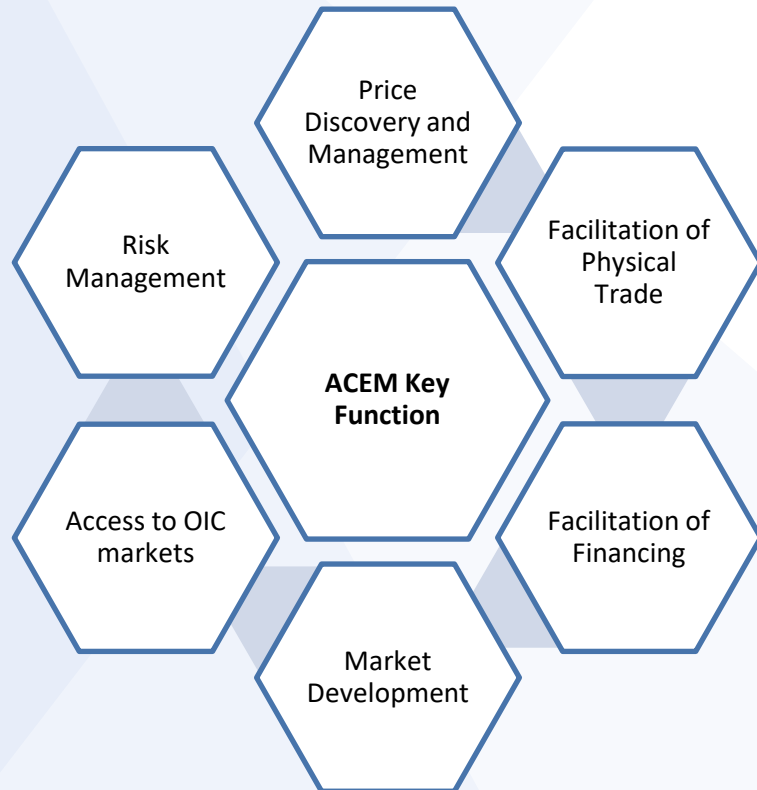 Price
Discovery and
Management
Risk
Management
Facilitation of
Physical
Trade
ACEM Key
Function
Access to OIC
markets
Facilitation of
Financing
Market
Development